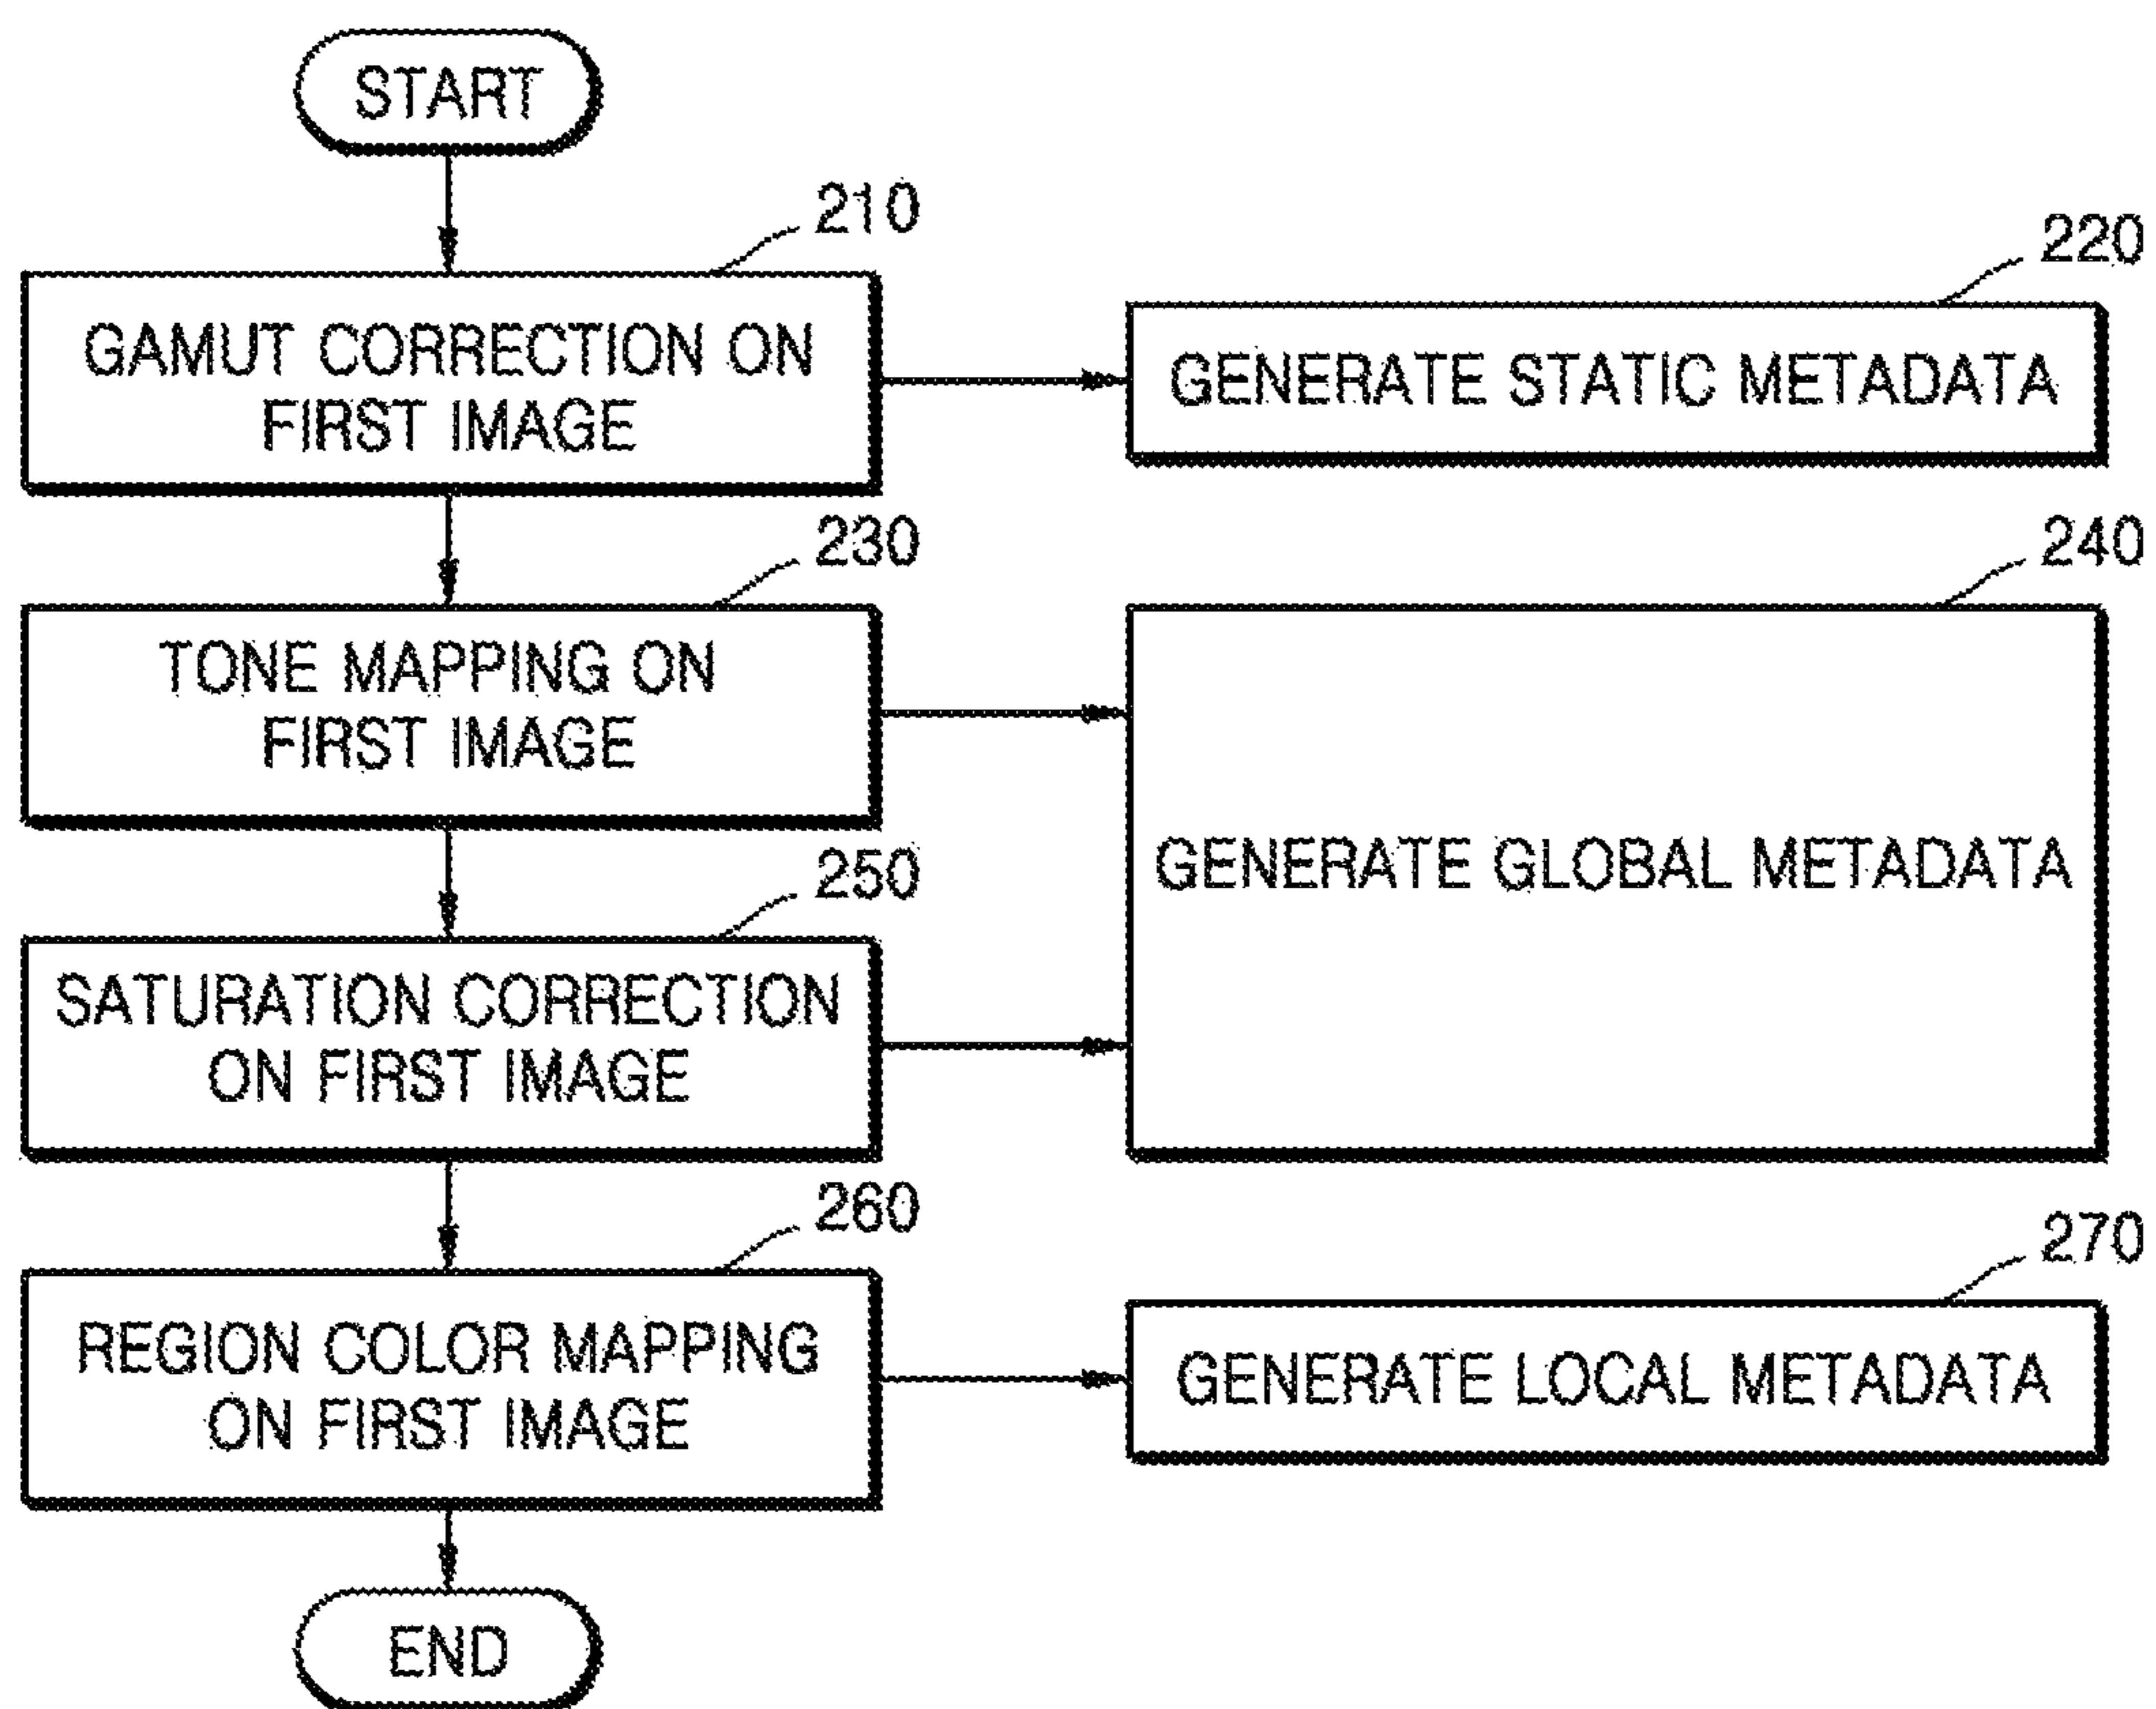 START
210
220
GAMUT CORRECTION ON
FIRST IMAGE
GENERATE STATIC METADATA
230
240
TONE MAPPING ON
FIRST IMAGE
GENERATE GLOBAL METADATA
250
SATURATION CORRECTION
ON FIRST IMAGE
260
270
REGION COLOR MAPPING
ON FIRST IMAGE
GENERATE LOCAL METADATA
END